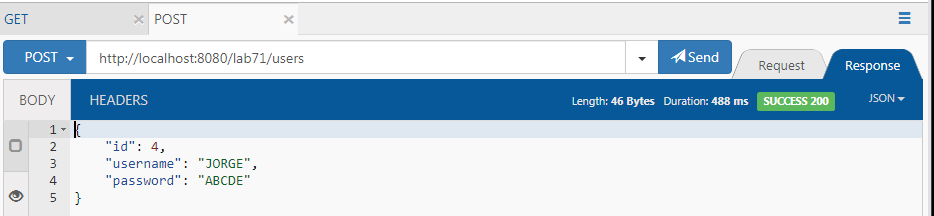 GET × POST ×
POST http://localhost:8080/lab71/users Send Request Response
BODY HEADERS Length: 46 Bytes Duration: 488 ms SUCCESS 200 JSON
1 {
2 "id": 4,
3 "username": "JORGE",
4 "password": "ABCDE"
5 }